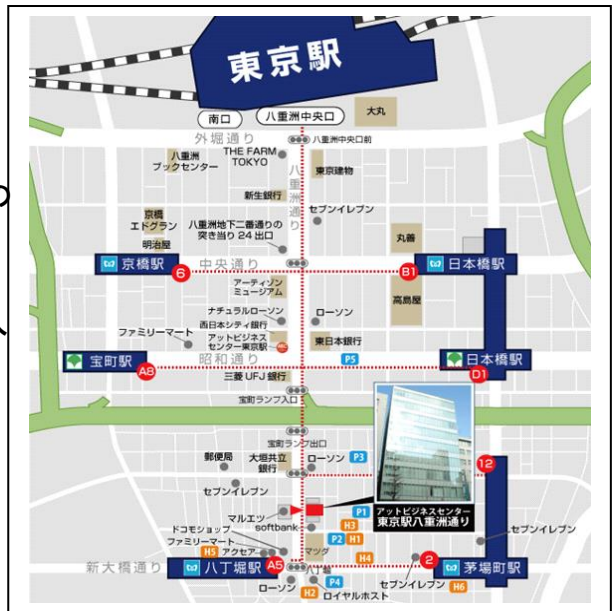 東京駅
南口
八重洲中央口
大丸
外堀通り
八重洲中央口前
THE FARM
TOKYO
八重洲
ブックセンター
東京建物
八重洲通り
新生銀行
セブンイレブン
京橋
エドグラン
八重洲地下二番通りの
突き当り 24 出口
丸善
明治屋
京橋駅
6
中央通り
B1
日本橋駅
アーティゾン
ミュージアム
高島屋
ナチュラルローソン
ローソン
西日本シティ銀行
ファミリーマート
アットビジネス
センター東京駅
東日本銀行
昭和通り
P5
宝町駅
A8
日本橋駅
D1
三菱UFJ銀行
宝町ランプ入口
宝町ランプ出口
郵便局
大垣共立
銀行
ローソン
P3
12
セブンイレブン
アットビジネスセンター
東京駅八重洲通り
マルエツ
P1
softbank
H3
ドコモショップ
P2
H1
セブンイレブン
ファミリーマート
マツダ
H5
アクセア
H4
新大橋通り
八丁堀駅
A5
八丁堀
2
茅場町駅
ローソン
H2
P4
ロイヤルホスト
セブンイレブン
H6